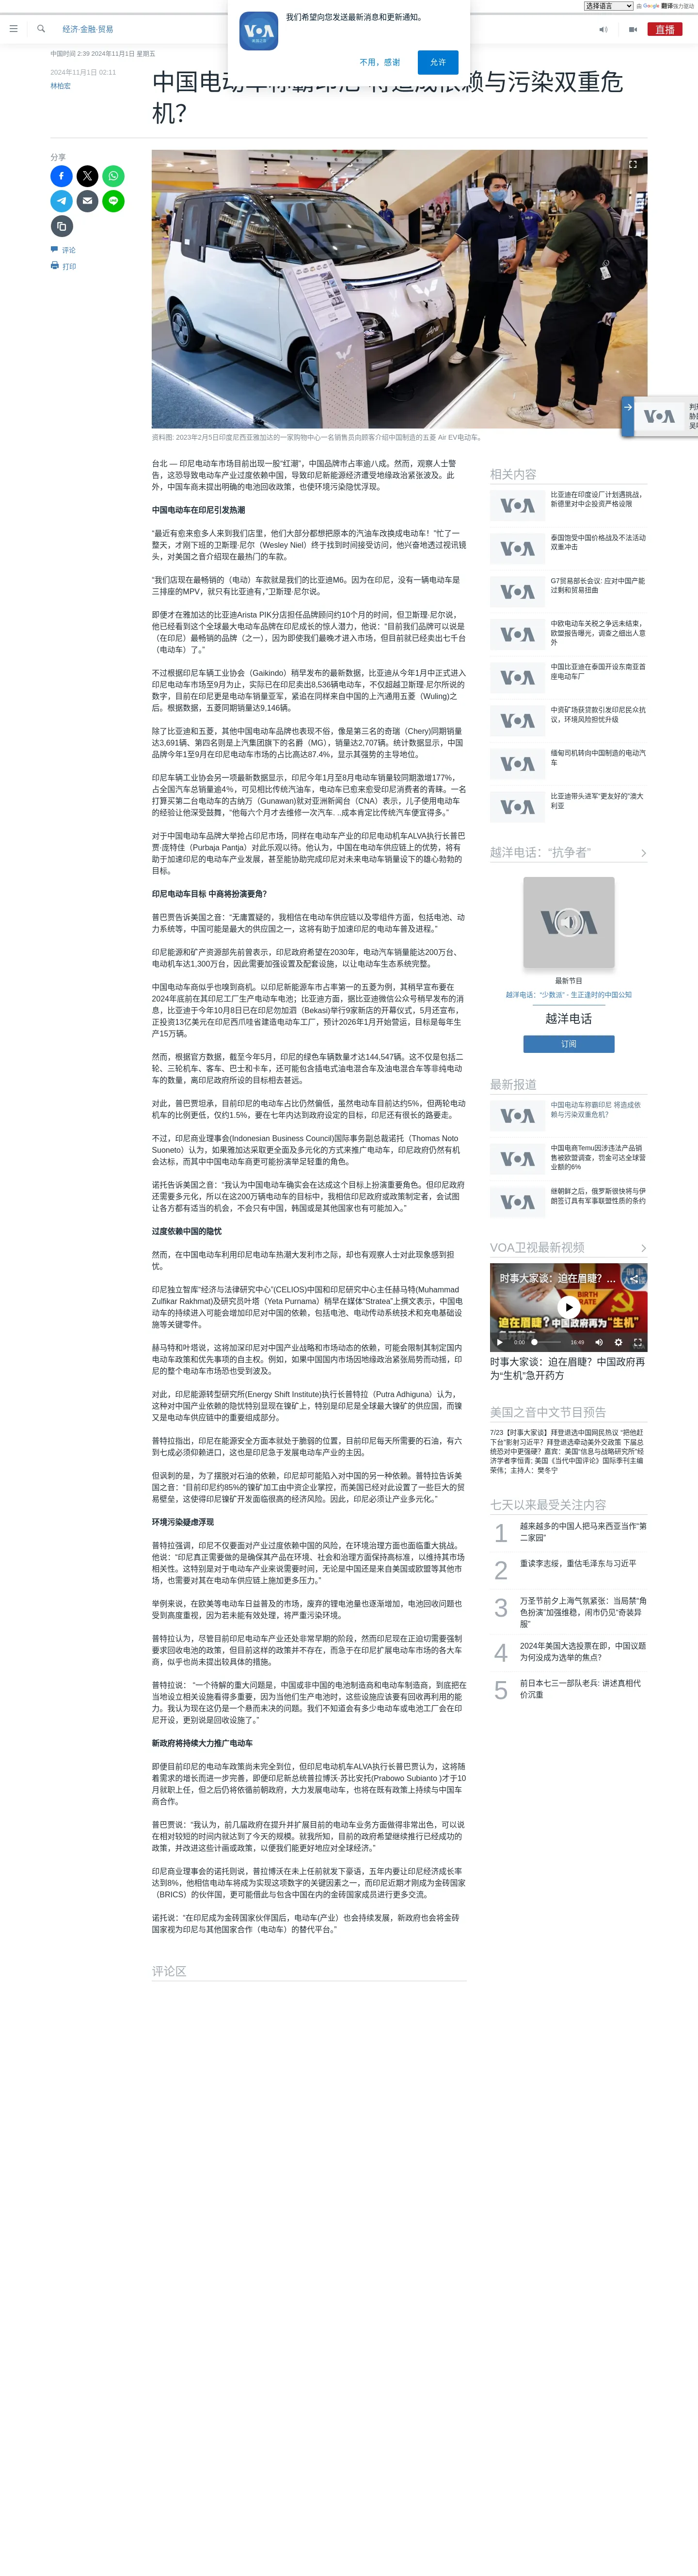 选择语言
由 Google 翻译强力驱动
我们希望向您发送最新消息和更新通知。
不用，感谢
允许
经济·金融·贸易
直播
中国时间 2:39 2024年11月1日 星期五
2024年11月1日 02:11
林柏宏
中国电动车称霸印尼 将造成依赖与污染双重危
机？
分享
评论
打印
资料图: 2023年2月5日印度尼西亚雅加达的一家购物中心一名销售员向顾客介绍中国制造的五菱 Air EV电动车。
台北 — 印尼电动车市场目前出现一股“红潮”，中国品牌市占率逾八成。然而，观察人士警
告，这恐导致电动车产业过度依赖中国，导致印尼新能源经济遭受地缘政治紧张波及。此
外，中国车商未提出明确的电池回收政策，也使环境污染隐忧浮现。
中国电动车在印尼引发热潮
“最近有愈来愈多人来到我们店里，他们大部分都想把原本的汽油车改换成电动车！”忙了一
整天，才刚下班的卫斯理·尼尔（Wesley Niel）终于找到时间接受访问，他兴奋地透过视讯镜
头，对美国之音介绍现在最热门的车款。
“我们店现在最畅销的（电动）车款就是我们的比亚迪M6。因为在印尼，没有一辆电动车是
三排座的MPV，就只有比亚迪有，”卫斯理·尼尔说。
即便才在雅加达的比亚迪Arista PIK分店担任品牌顾问约10个月的时间，但卫斯理·尼尔说，
他已经看到这个全球最大电动车品牌在印尼成长的惊人潜力，他说：“目前我们品牌可以说是
（在印尼）最畅销的品牌（之一），因为即使我们最晚才进入市场，但目前就已经卖出七千台
（电动车）了。”
不过根据印尼车辆工业协会（Gaikindo）稍早发布的最新数据，比亚迪从今年1月中正式进入
印尼电动车市场至9月为止，实际已在印尼卖出8,536辆电动车，不仅超越卫斯理·尼尔所说的
数字，目前在印尼更是电动车销量亚军，紧追在同样来自中国的上汽通用五菱（Wuling)之
后。根据数据，五菱同期销量达9,146辆。
除了比亚迪和五菱，其他中国电动车品牌也表现不俗，像是第三名的奇瑞（Chery)同期销量
达3,691辆、第四名则是上汽集团旗下的名爵（MG），销量达2,707辆。统计数据显示，中国
品牌今年1至9月在印尼电动车市场的占比高达87.4%，显示其强势的主导地位。
印尼车辆工业协会另一项最新数据显示，印尼今年1月至8月电动车销量较同期激增177%，
占全国汽车总销量逾4%，可见相比传统汽油车，电动车已愈来愈受印尼消费者的青睐。一名
打算买第二台电动车的古纳万（Gunawan)就对亚洲新闻台（CNA）表示，儿子使用电动车
的经验让他深受鼓舞，“他每六个月才去维修一次汽车. ..成本肯定比传统汽车便宜得多。”
对于中国电动车品牌大举抢占印尼市场，同样在电动车产业的印尼电动机车ALVA执行长普巴
贾·庞特佳（Purbaja Pantja）对此乐观以待。他认为，中国在电动车供应链上的优势，将有
助于加速印尼的电动车产业发展，甚至能协助完成印尼对未来电动车销量设下的雄心勃勃的
目标。
印尼电动车目标 中商将扮演要角？
普巴贾告诉美国之音：“无庸置疑的，我相信在电动车供应链以及零组件方面，包括电池、动
力系统等，中国可能是最大的供应国之一，这将有助于加速印尼的电动车普及进程。”
印尼能源和矿产资源部先前曾表示，印尼政府希望在2030年，电动汽车销量能达200万台、
电动机车达1,300万台，因此需要加强设置及配套设施，以让电动车生态系统完整。
中国电动车商似乎也嗅到商机。以印尼新能源车市占率第一的五菱为例，其稍早宣布要在
2024年底前在其印尼工厂生产电动车电池；比亚迪方面，据比亚迪微信公众号稍早发布的消
息，比亚迪于今年10月8日已在印尼勿加泗（Bekasi)举行9家新店的开幕仪式，5月还宣布，
正投资13亿美元在印尼西爪哇省建造电动车工厂，预计2026年1月开始营运，目标是每年生
产15万辆。
然而，根据官方数据，截至今年5月，印尼的绿色车辆数量才达144,547辆。这不仅是包括二
轮、三轮机车、客车、巴士和卡车，还可能包含插电式油电混合车及油电混合车等非纯电动
车的数量，离印尼政府所设的目标相去甚远。
对此，普巴贾坦承，目前印尼的电动车占比仍然偏低，虽然电动车目前达约5%，但两轮电动
机车的比例更低，仅约1.5%，要在七年内达到政府设定的目标，印尼还有很长的路要走。
不过，印尼商业理事会(Indonesian Business Council)国际事务副总裁诺托（Thomas Noto
Suoneto）认为，如果雅加达采取更全面及多元化的方式来推广电动车，印尼政府仍然有机
会达标，而其中中国电动车商更可能扮演举足轻重的角色。
诺托告诉美国之音：“我认为中国电动车确实会在达成这个目标上扮演重要角色。但印尼政府
还需要多元化，所以在这200万辆电动车的目标中，我相信印尼政府或政策制定者，会试图
让各方都有适当的机会，不会只有中国，韩国或是其他国家也有可能加入。”
过度依赖中国的隐忧
然而，在中国电动车利用印尼电动车热潮大发利市之际，却也有观察人士对此现象感到担
忧。
印尼独立智库“经济与法律研究中心”(CELIOS)中国和印尼研究中心主任赫马特(Muhammad
Zulfikar Rakhmat)及研究员叶塔（Yeta Purnama）稍早在媒体“Stratea”上撰文表示，中国电
动车的主导地位可能会增加印尼对中国的依赖，包括电池、电动传动系统技术和充电基础设
施等关键零件。
赫马特和叶塔说，这将加深印尼对中国产业战略和市场动态的依赖，可能会限制其制定国内
电动车政策和优先事项的自主权。例如，如果中国国内市场因地缘政治紧张局势而动摇，印
尼的整个电动车市场恐也受到波及。
对此，印尼能源转型研究所(Energy Shift Institute)执行长普特拉（Putra Adhiguna）认为，
这种对中国产业依赖的隐忧特别显现在镍矿上，特别是印尼是全球最大镍矿的供应国，而镍
又是电动车供应链中的重要组成部分。
普特拉指出，印尼在能源安全方面本就处于脆弱的位置，目前印尼每天所需要的石油，有六
到七成必须仰赖进口，这也是印尼急于发展电动车产业的主因。
但讽刺的是，为了摆脱对石油的依赖，印尼却可能陷入对中国的另一种依赖。普特拉告诉美
国之音：“目前印尼约85%的镍矿加工由中资企业掌控，而美国已经对此设置了一些巨大的贸
易壁垒，这使得印尼镍矿开发面临很高的经济风险。因此，印尼必须让产业多元化。”
环境污染疑虑浮现
普特拉强调，印尼不仅要面对产业过度依赖中国的风险，在环境治理方面也面临重大挑战。
他说：“印尼真正需要做的是确保其产品在环境、社会和治理方面保持高标准，以维持其市场
相关性。这特别是对于电动车产业来说需要时间，无论是中国还是来自美国或欧盟等其他市
场，也需要对其在电动车供应链上施加更多压力。”
举例来说，在欧美等电动车日益普及的市场，废弃的锂电池量也逐渐增加，电池回收问题也
受到高度重视，因为若未能有效处理，将严重污染环境。
普特拉认为，尽管目前印尼电动车产业还处非常早期的阶段，然而印尼现在正迫切需要强制
要求回收电池的政策，但目前这样的政策并不存在，而急于在印尼扩展电动车市场的各大车
商，似乎也尚未提出较具体的措施。
普特拉说： “一个待解的重大问题是，中国或非中国的电池制造商和电动车制造商，到底把在
当地设立相关设施看得多重要，因为当他们生产电池时，这些设施应该要有回收再利用的能
力。我认为现在这仍是一个悬而未决的问题。我们不知道会有多少电动车或电池工厂会在印
尼开设，更别说是回收设施了。”
新政府将持续大力推广电动车
即便目前印尼的电动车政策尚未完全到位，但印尼电动机车ALVA执行长普巴贾认为，这将随
着需求的增长而进一步完善，即便印尼新总统普拉博沃·苏比安托(Prabowo Subianto )才于10
月就职上任，但之后仍将依循前朝政府，大力发展电动车，也将在既有政策上持续与中国车
商合作。
普巴贾说：“我认为，前几届政府在提升并扩展目前的电动车业务方面做得非常出色，可以说
在相对较短的时间内就达到了今天的规模。就我所知，目前的政府希望继续推行已经成功的
政策，并改进这些计画或政策，以便我们能更好地应对全球经济。”
印尼商业理事会的诺托则说，普拉博沃在未上任前就发下豪语，五年内要让印尼经济成长率
达到8%，他相信电动车将成为实现这项数字的关键因素之一，而印尼近期才刚成为金砖国家
（BRICS）的伙伴国，更可能借此与包含中国在内的金砖国家成员进行更多交流。
诺托说：“在印尼成为金砖国家伙伴国后，电动车(产业）也会持续发展，新政府也会将金砖
国家视为印尼与其他国家合作（电动车）的替代平台。”
评论区
相关内容
比亚迪在印度设厂计划遇挑战，
新德里对中企投资严格设限
泰国饱受中国价格战及不法活动
双重冲击
G7贸易部长会议: 应对中国产能
过剩和贸易扭曲
中欧电动车关税之争远未结束，
欧盟报告曝光，调查之细出人意
外
中国比亚迪在泰国开设东南亚首
座电动车厂
中资矿场获贷款引发印尼民众抗
议，环境风险担忧升级
缅甸司机转向中国制造的电动汽
车
比亚迪带头进军“更友好的”澳大
利亚
越洋电话：“抗争者”
最新节目
越洋电话：“少数派” - 生正逢时的中国公知
越洋电话
订阅
最新报道
中国电动车称霸印尼 将造成依
赖与污染双重危机？
中国电商Temu因涉违法产品销
售被欧盟调查，罚金可达全球营
业额的6%
继朝鲜之后，俄罗斯很快将与伊
朗签订具有军事联盟性质的条约
VOA卫视最新视频
时事大家谈：迫在眉睫？...
迫在眉睫？中国政府再为“生机”
0:00
16:49
时事大家谈：迫在眉睫？中国政府再
为“生机”急开药方
美国之音中文节目预告
7/23【时事大家谈】拜登退选中国网民热议 “把他赶
下台”影射习近平？拜登退选牵动美外交政策 下届总
统恐对中更强硬？嘉宾：美国“信息与战略研究所”经
济学者李恒青; 美国《当代中国评论》国际季刊主编
荣伟；主持人：樊冬宁
七天以来最受关注内容
1
越来越多的中国人把马来西亚当作“第
二家园”
2
重读李志绥，重估毛泽东与习近平
3
万圣节前夕上海气氛紧张：当局禁“角
色扮演”加强维稳，闹市仍见“奇装异
服”
4
2024年美国大选投票在即，中国议题
为何没成为选举的焦点？
5
前日本七三一部队老兵: 讲述真相代
价沉重